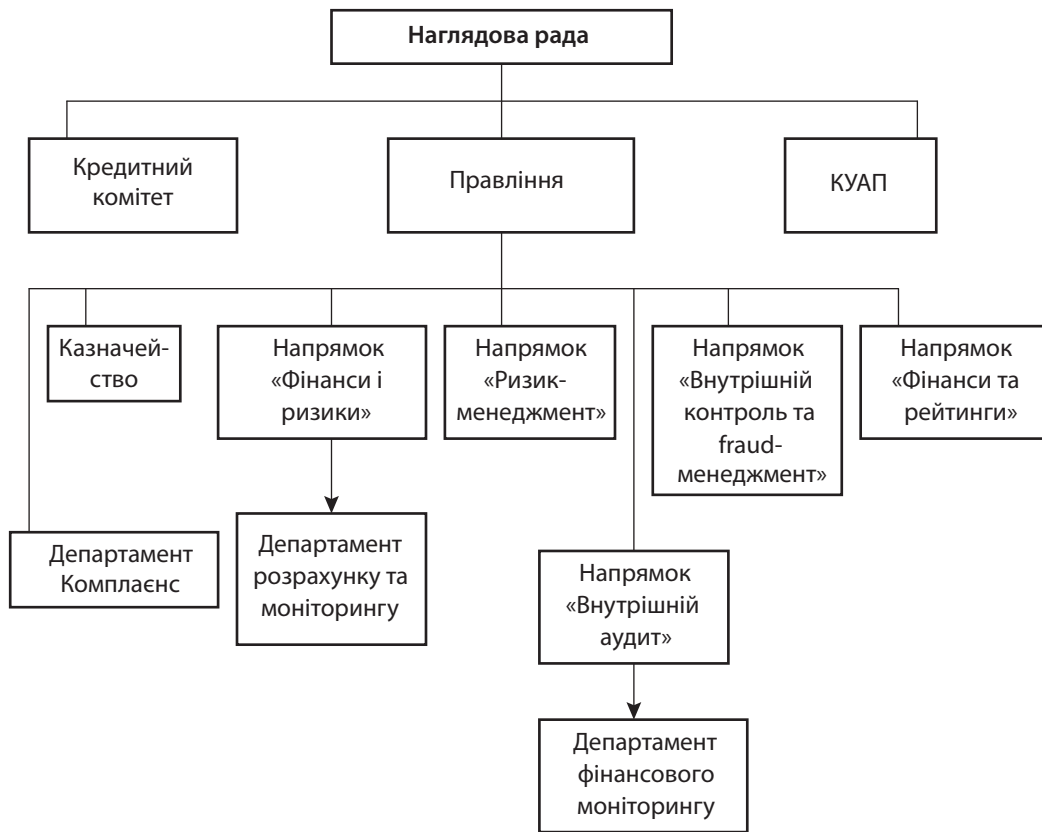 Наглядова рада
Кредитний
комітет
Правління
КУАП
Казначей-
ство
Напрямок
«Фінанси і
ризики»
Напрямок
«Ризик-
менеджмент»
Напрямок
«Внутрішній
контроль та
fraud-
менеджмент»
Напрямок
«Фінанси та
рейтинги»
Департамент
Комплаєнс
Департамент
розрахунку та
моніторингу
Напрямок
«Внутрішній
аудит»
Департамент
фінансового
моніторингу